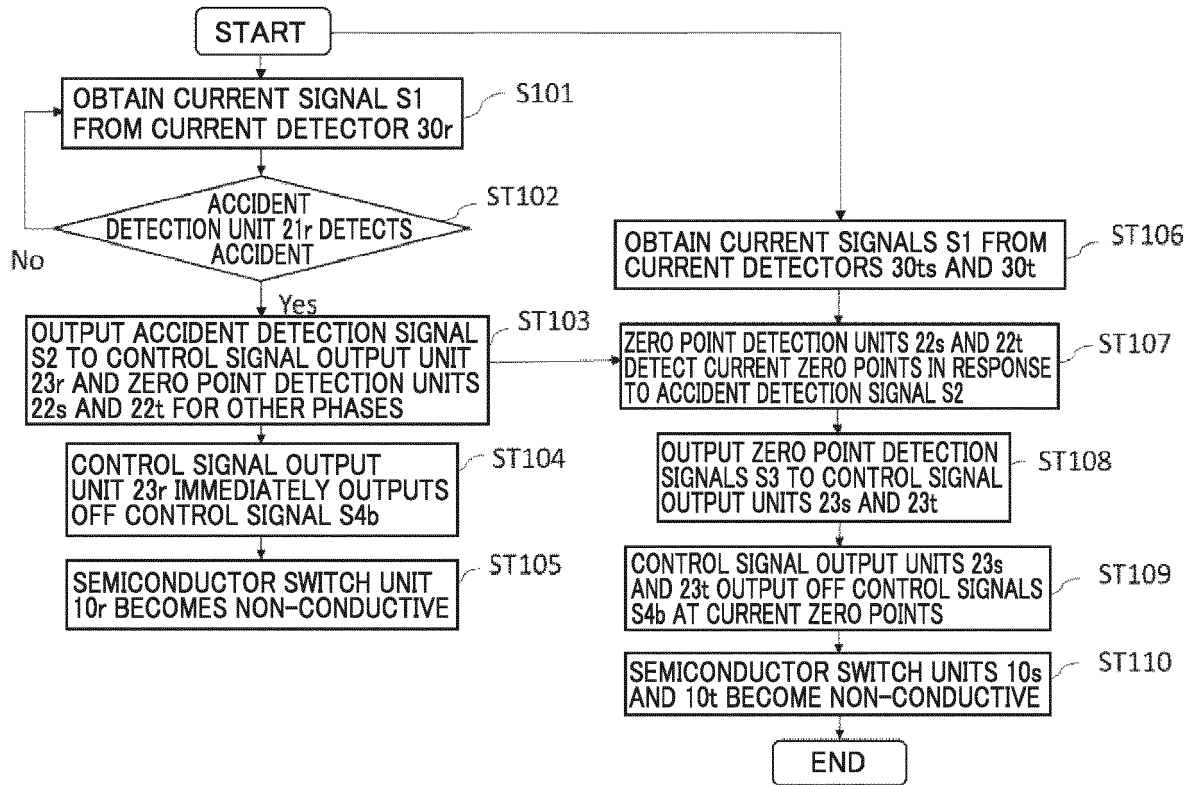 START
OBTAIN CURRENT SIGNAL S1
FROM CURRENT DETECTOR 30r
S101
ACCIDENT
DETECTION UNIT 21r DETECTS
ACCIDENT
ST102
No
Yes
OUTPUT ACCIDENT DETECTION SIGNAL
S2 TO CONTROL SIGNAL OUTPUT UNIT
23r AND ZERO POINT DETECTION UNITS
22s AND 22t FOR OTHER PHASES
ST103
CONTROL SIGNAL OUTPUT
UNIT 23r IMMEDIATELY OUTPUTS
OFF CONTROL SIGNAL S4b
ST104
SEMICONDUCTOR SWITCH UNIT
10r BECOMES NON-CONDUCTIVE
ST105
OBTAIN CURRENT SIGNALS S1 FROM
CURRENT DETECTORS 30ts AND 30t
ST106
ZERO POINT DETECTION UNITS 22s AND 22t
DETECT CURRENT ZERO POINTS IN RESPONSE
TO ACCIDENT DETECTION SIGNAL S2
ST107
OUTPUT ZERO POINT DETECTION
SIGNALS S3 TO CONTROL SIGNAL
OUTPUT UNITS 23s AND 23t
ST108
CONTROL SIGNAL OUTPUT UNITS 23s
AND 23t OUTPUT OFF CONTROL SIGNALS
S4b AT CURRENT ZERO POINTS
ST109
SEMICONDUCTOR SWITCH UNITS 10s
AND 10t BECOME NON-CONDUCTIVE
ST110
END